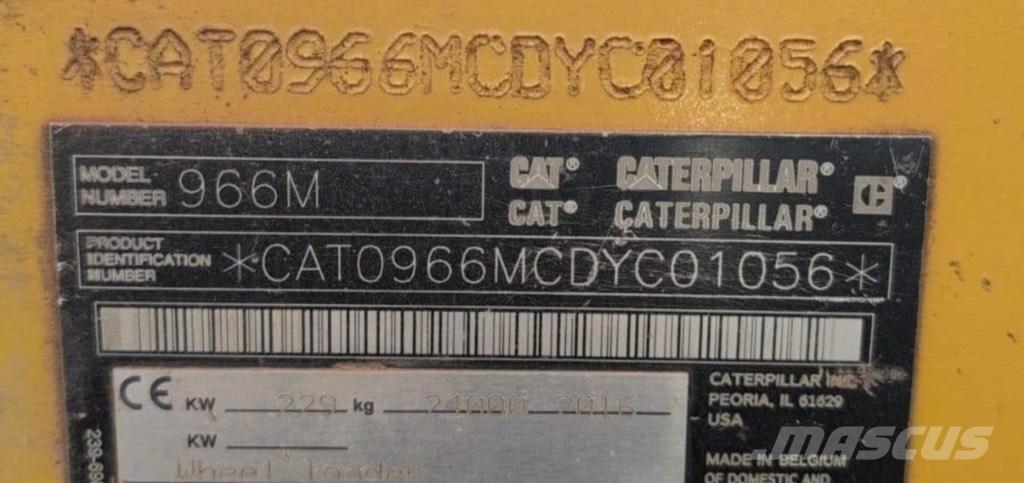 *CAT0966MCDYC01056*
MODEL NUMBER 966M
CAT® CATERPILLAR®
CAT® CATERPILLAR®
PRODUCT IDENTIFICATION NUMBER *CAT0966MCDYC01056*
CE KW 229 kg 24000 2016
KW
Wheel loader
CATERPILLAR INC.
PEORIA, IL 61629
USA
MADE IN BELGIUM
OF DOMESTIC AND
MASCUS